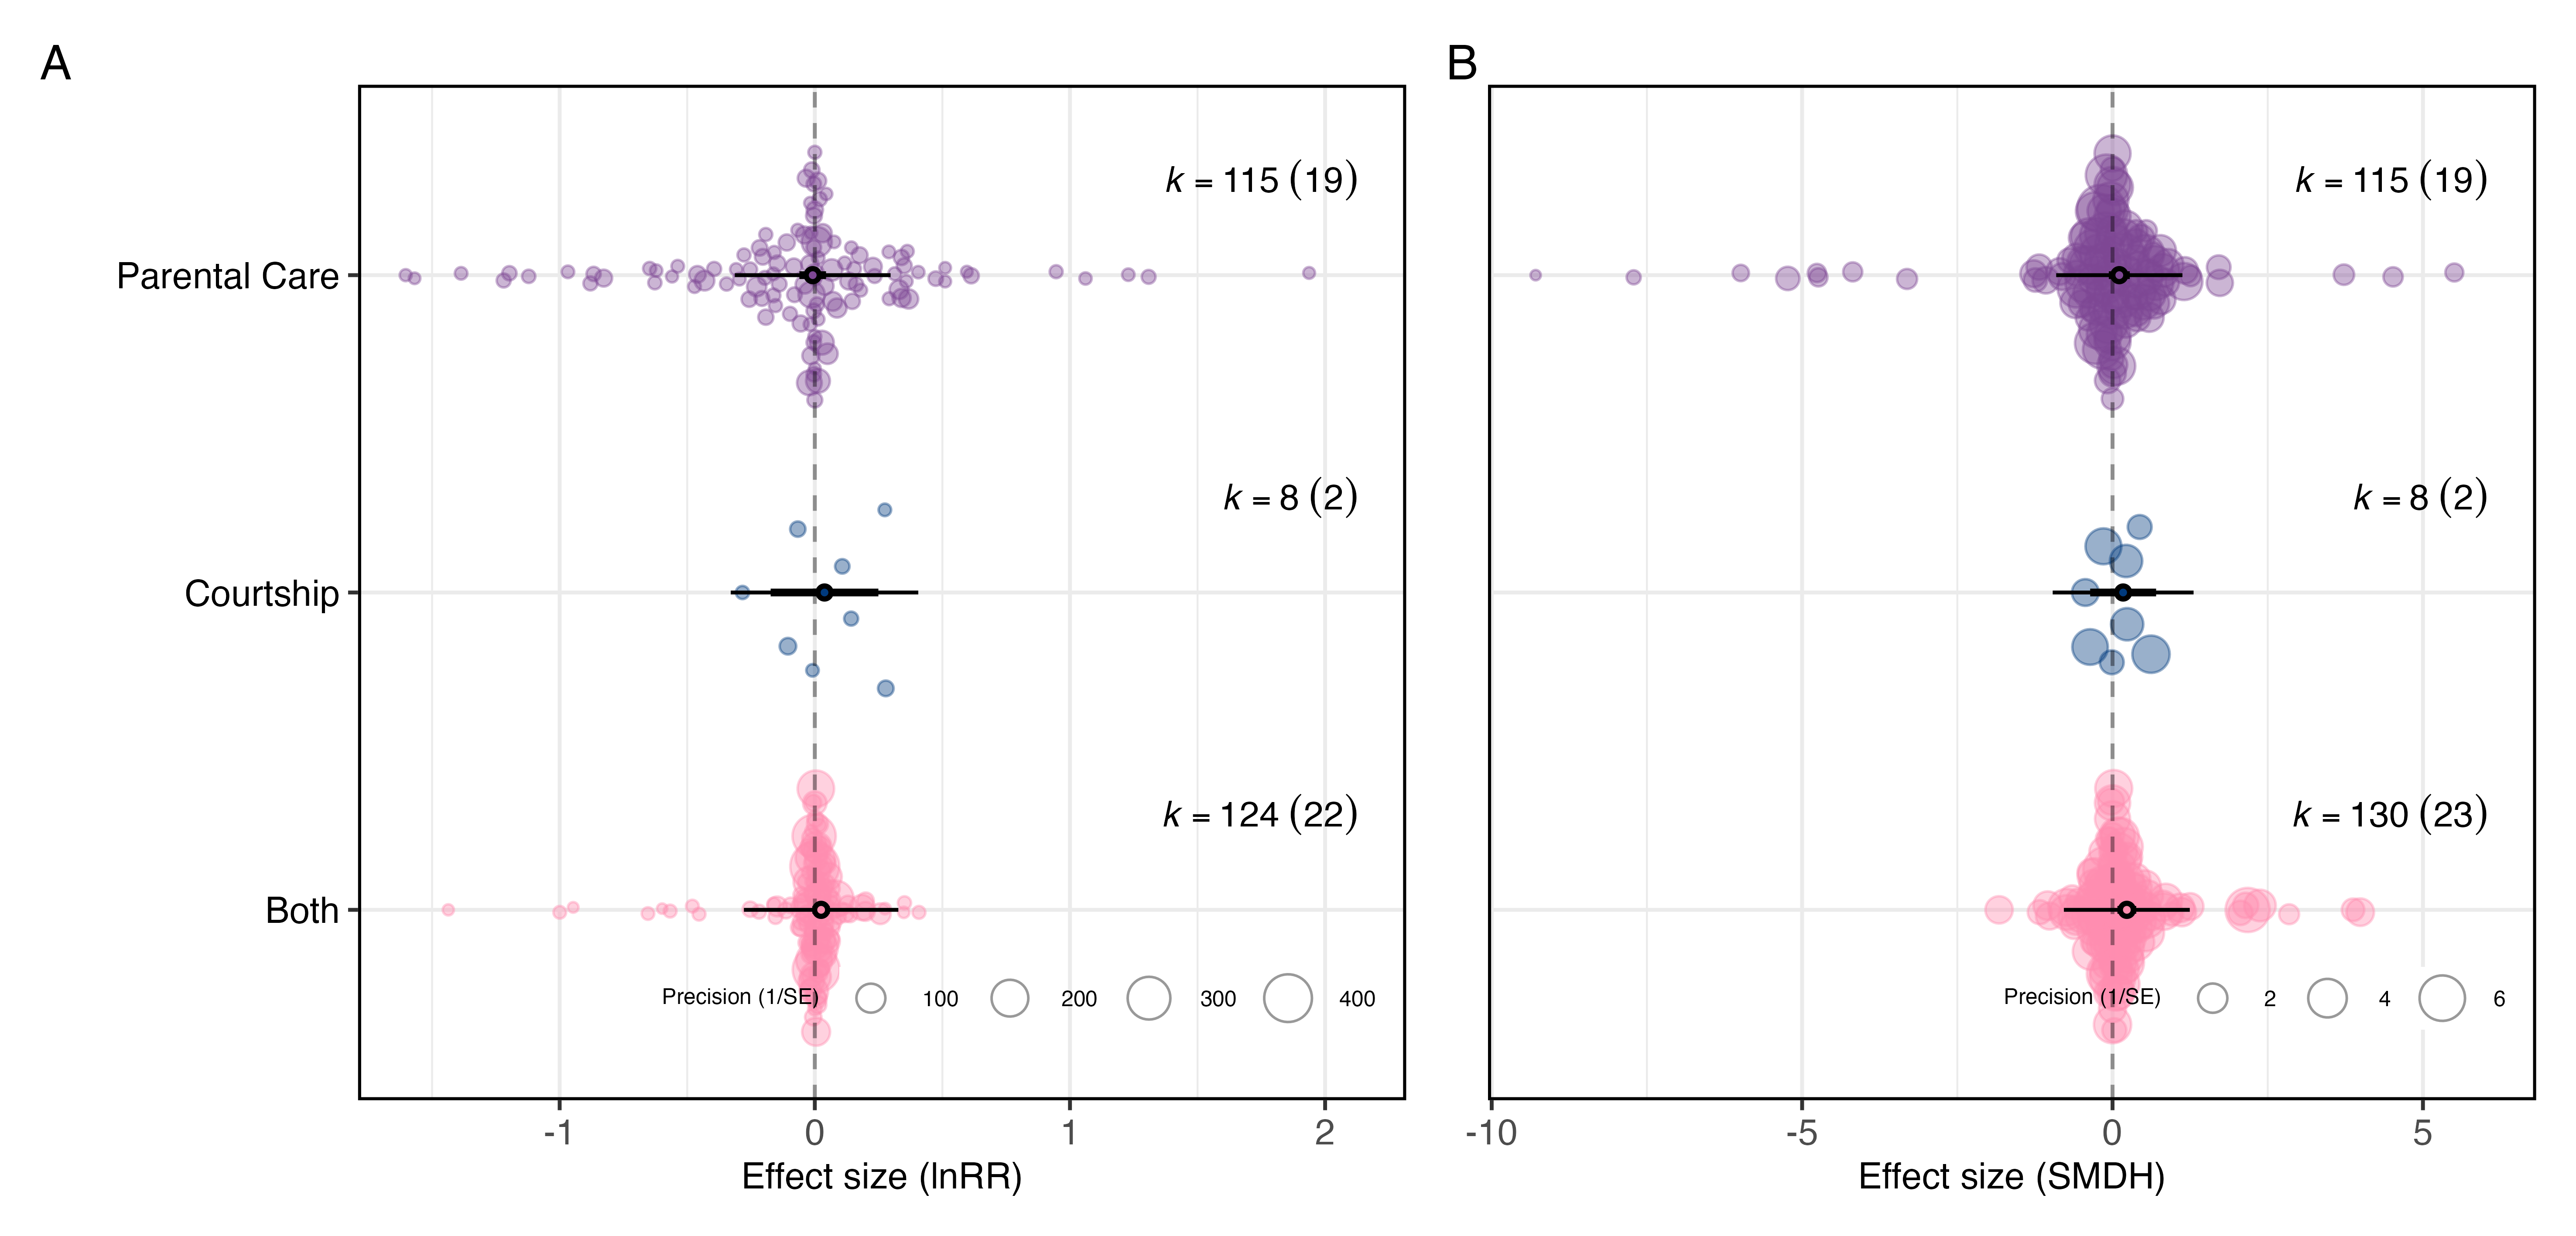 A
B
k = 115 (19)
k = 115 (19)
Parental Care
k = 8 (2)
k = 8 (2)
Courtship
k = 124 (22)
k = 130 (23)
Both
Precision (1/SE) 100 200 300 400
Precision (1/SE) 2 4 6
-1 0 1 2
-10 -5 0 5
Effect size (lnRR)
Effect size (SMDH)